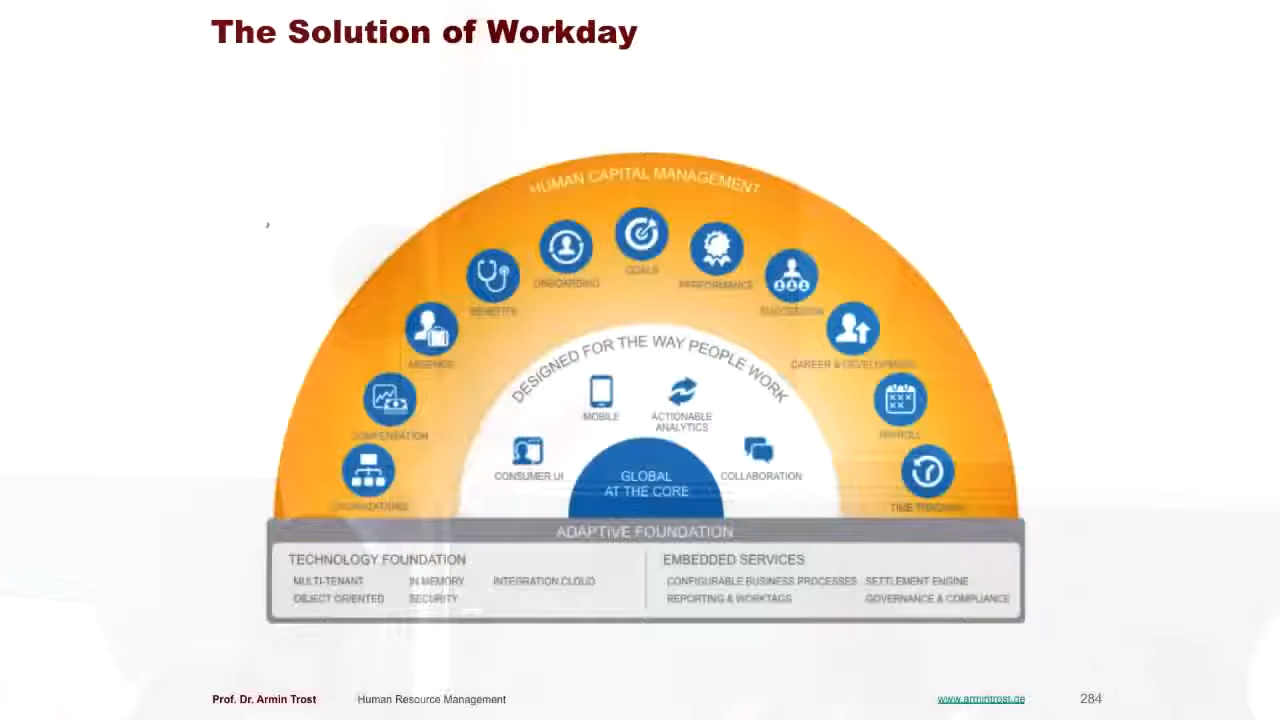 The Solution of Workday
HUMAN CAPITAL MANAGEMENT
GOALS
ONBOARDING
PERFORMANCE
BENEFITS
SUCCESSION
ABSENCE
CAREER & DEVELOPMENT
COMPENSATION
PAYROLL
ORGANIZATIONS
TIME TRACKING
DESIGNED FOR THE WAY PEOPLE WORK
MOBILE
ACTIONABLE
ANALYTICS
CONSUMER UI
COLLABORATION
GLOBAL
AT THE CORE
ADAPTIVE FOUNDATION
TECHNOLOGY FOUNDATION
MULTI-TENANT IN MEMORY INTEGRATION CLOUD
OBJECT ORIENTED SECURITY
EMBEDDED SERVICES
CONFIGURABLE BUSINESS PROCESSES SETTLEMENT ENGINE
REPORTING & WORKTAGS GOVERNANCE & COMPLIANCE
Prof. Dr. Armin Trost Human Resource Management www.armintrost.de 284